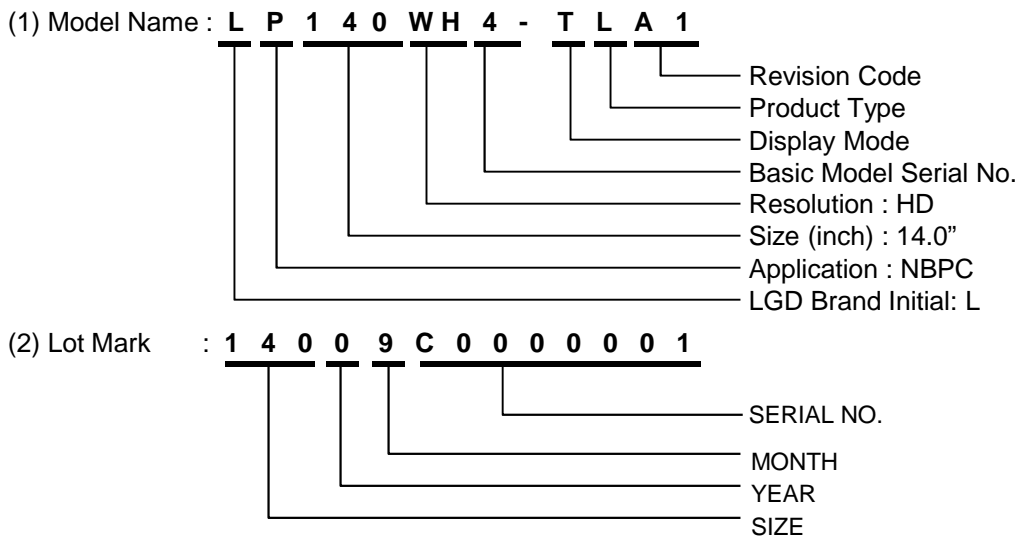 (1) Model Name : L P 1 4 0 W H 4 - T L A 1
Revision Code
Product Type
Display Mode
Basic Model Serial No.
Resolution : HD
Size (inch) : 14.0”
Application : NBPC
LGD Brand Initial: L
(2) Lot Mark : 1 4 0 0 9 C 0 0 0 0 0 0 1
SERIAL NO.
MONTH
YEAR
SIZE